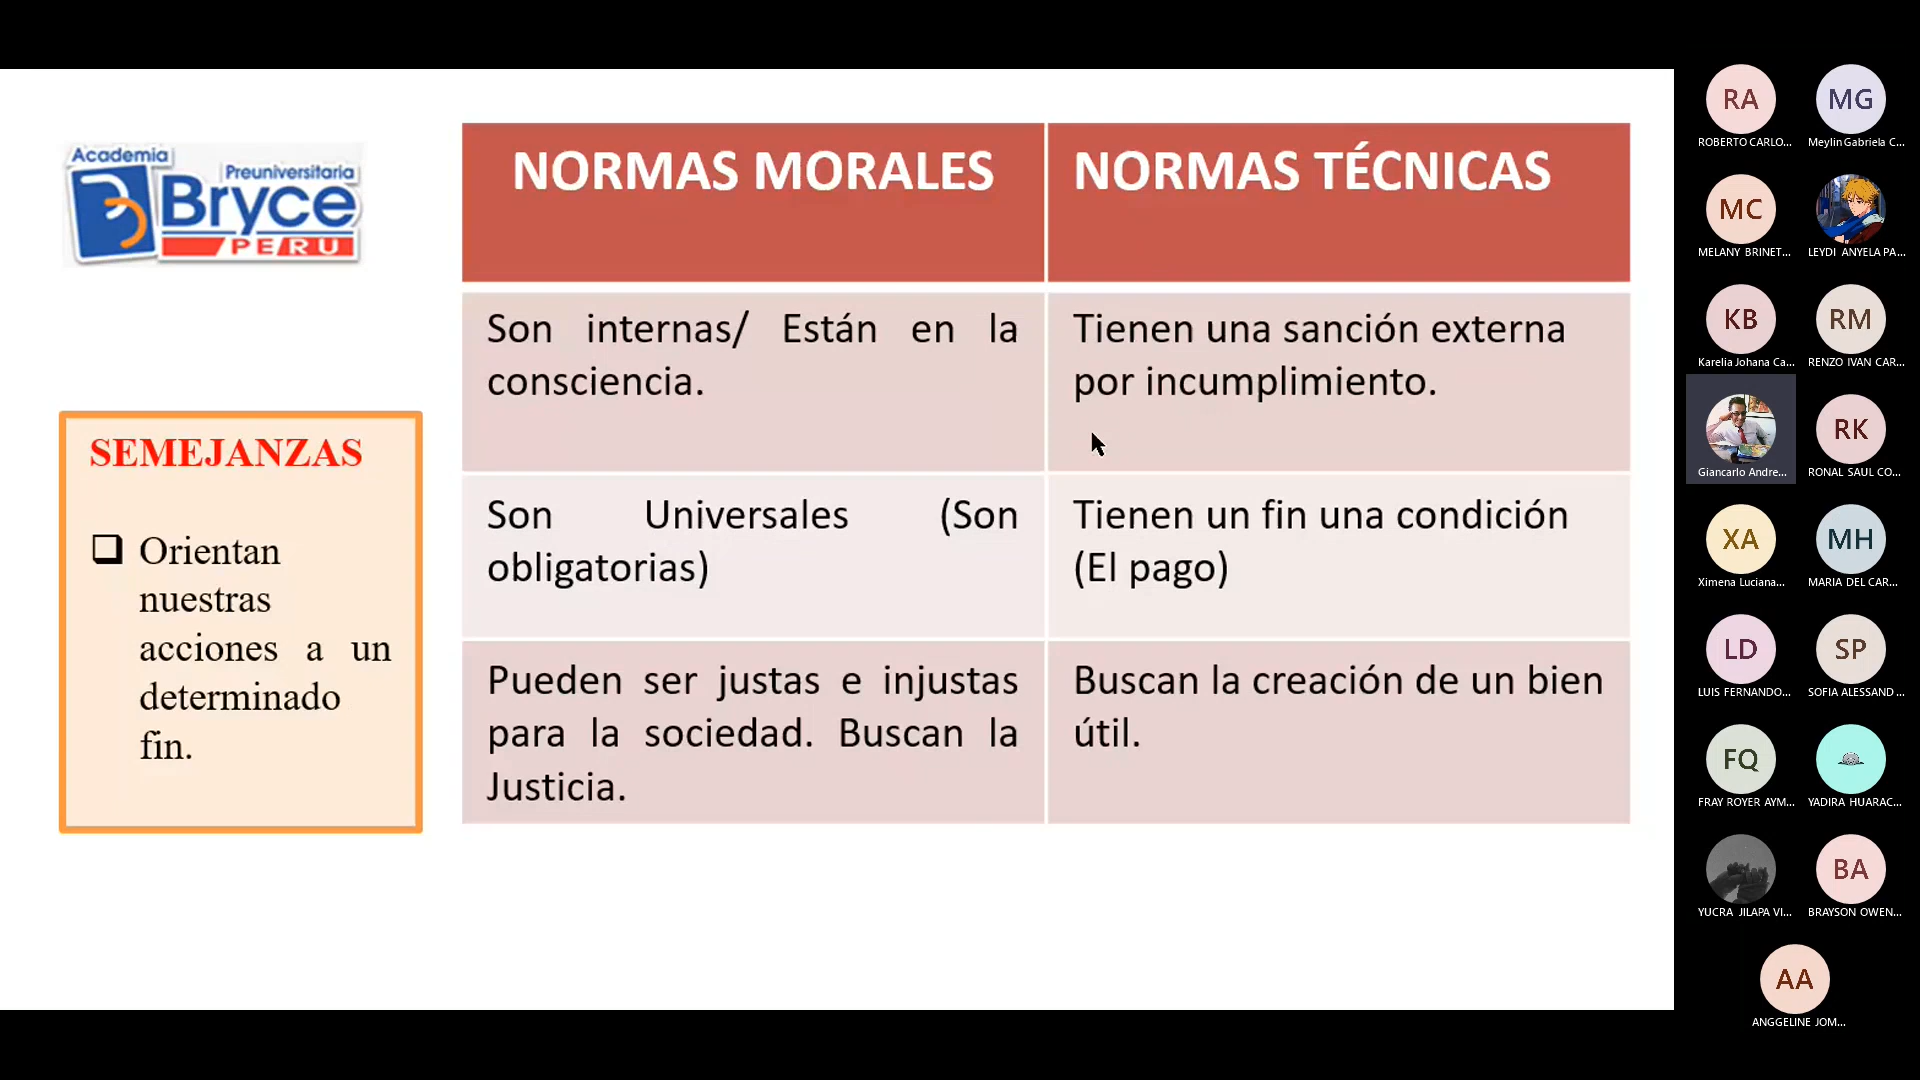 Academia
Preuniversitaria
Bryce
PERU
SEMEJANZAS
❑ Orientan
nuestras
acciones a un
determinado
fin.
NORMAS MORALES
NORMAS TÉCNICAS
Son internas/ Están en la
consciencia.
Tienen una sanción externa
por incumplimiento.
Son Universales (Son
obligatorias)
Tienen un fin una condición
(El pago)
Pueden ser justas e injustas
para la sociedad. Buscan la
Justicia.
Buscan la creación de un bien
útil.
RA
ROBERTO CARLO...
MG
Meylin Gabriela C...
MC
MELANY BRINET...
LEYDI ANYELA PA...
KB
Karelia Johana Ca...
RM
RENZO IVAN CAR...
Giancarlo Andre...
RK
RONAL SAUL CO...
XA
Ximena Luciana...
MH
MARIA DEL CAR...
LD
LUIS FERNANDO...
SP
SOFIA ALESSAND...
FQ
FRAY ROYER AYM...
YADIRA HUARAC...
YUCRA JILAPA VI...
BA
BRAYSON OWEN...
AA
ANGGELINE JOM...